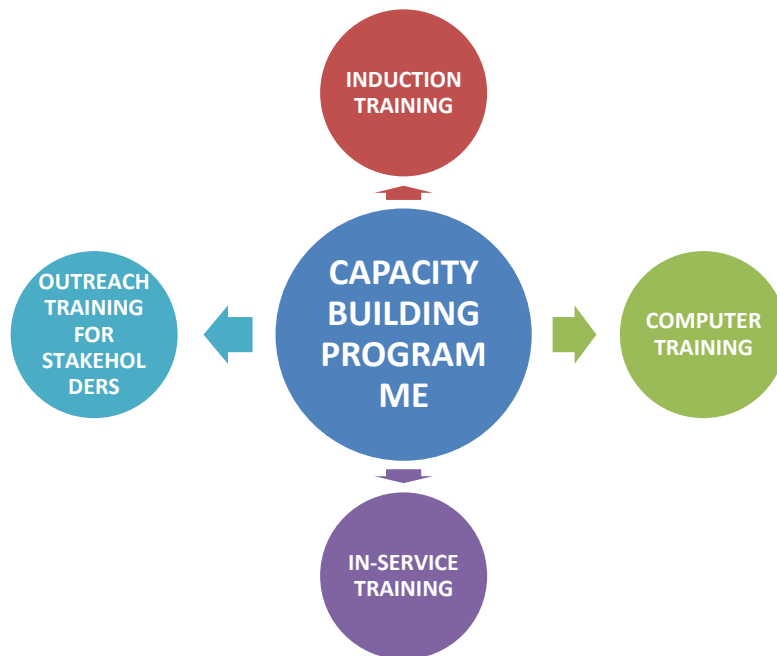 INDUCTION
TRAINING
CAPACITY
BUILDING
PROGRAM
ME
OUTREACH
TRAINING
FOR
STAKEHOL
DERS
COMPUTER
TRAINING
IN-SERVICE
TRAINING